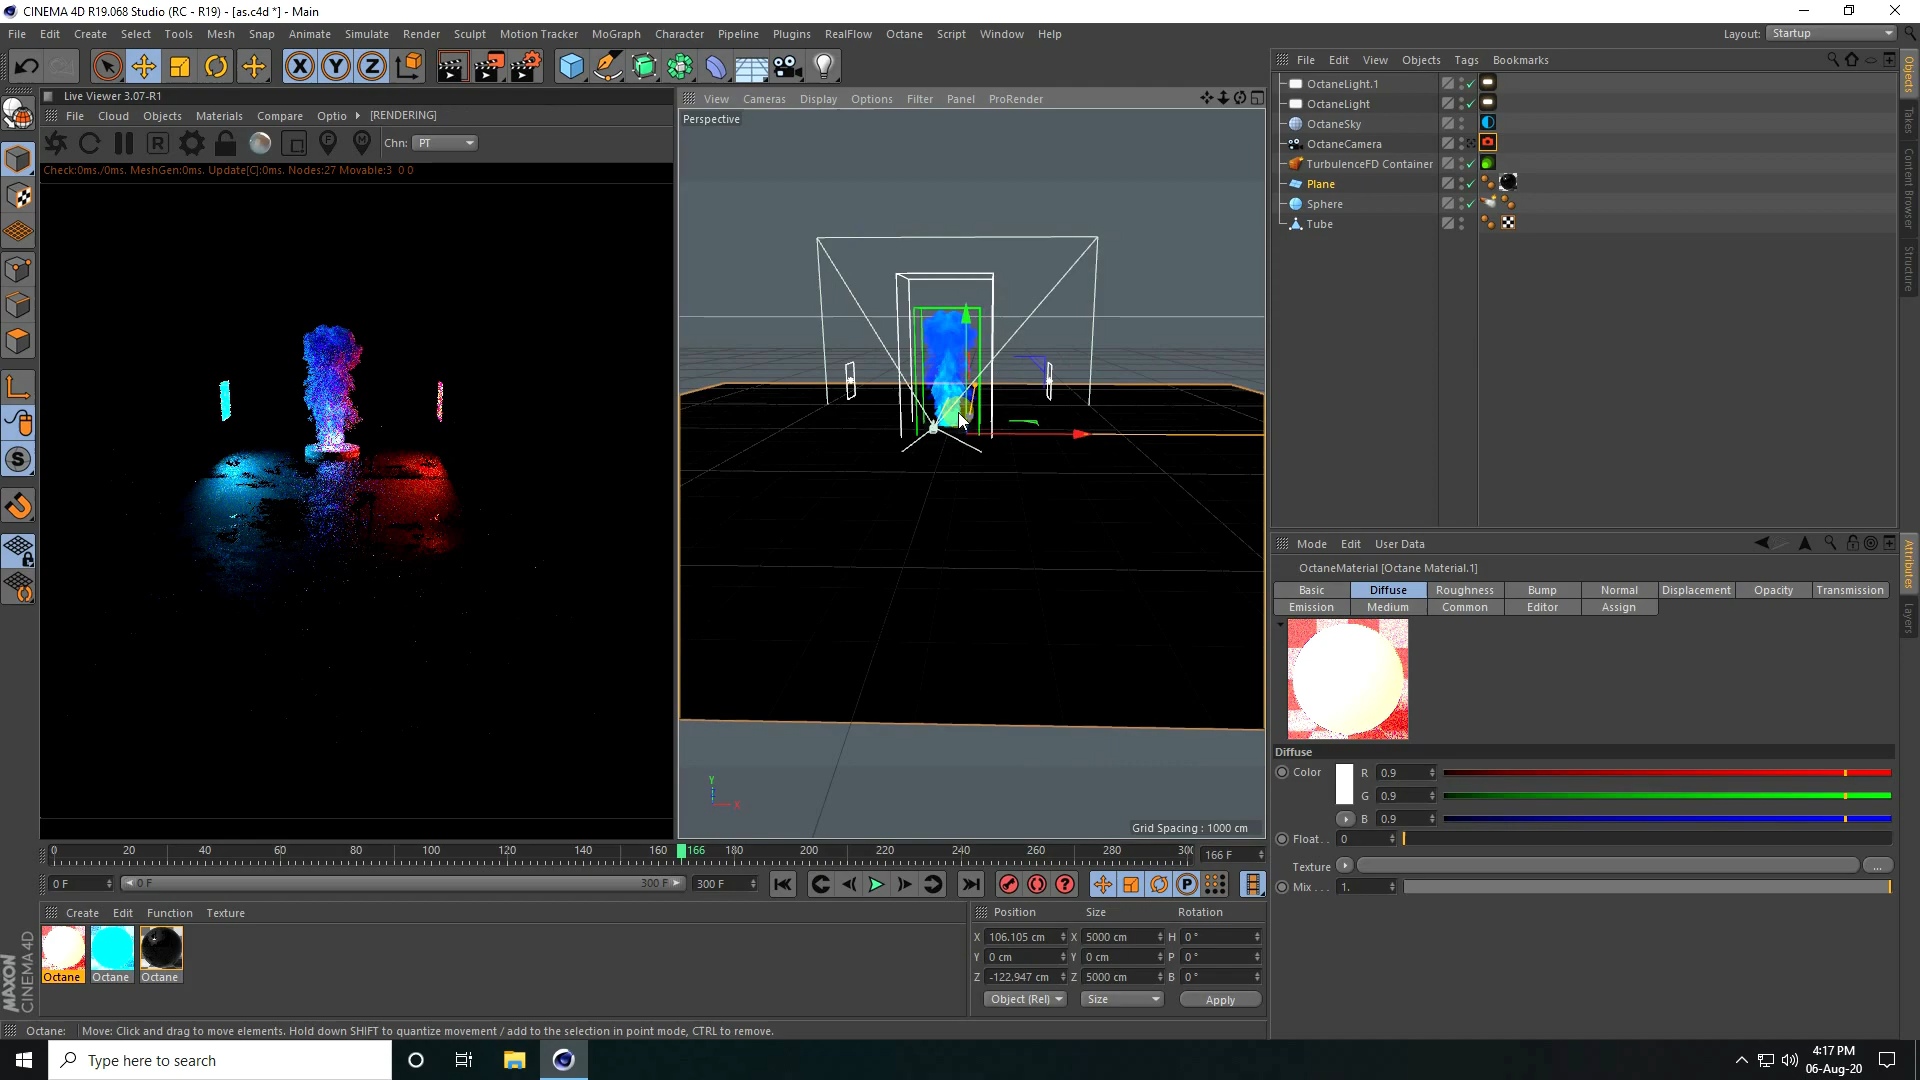 CINEMA 4D R19.068 Studio (RC - R19) - [as.c4d *] - Main
File Edit Create Select Tools Mesh Snap Animate Simulate Render Sculpt Motion Tracker MoGraph Character Pipeline Plugins RealFlow Octane Script Window Help
Layout: Startup
X Y Z
Live Viewer 3.07-R1
File Cloud Objects Materials Compare Optio [RENDERING]
Chn: PT
Check:0ms./0ms. MeshGen:0ms. Update[C]:0ms. Nodes:27 Movable:3 0 0
View Cameras Display Options Filter Panel ProRender
Perspective
Y
X
Grid Spacing : 1000 cm
File Edit View Objects Tags Bookmarks
OctaneLight.1
OctaneLight
OctaneSky
OctaneCamera
TurbulenceFD Container
Plane
Sphere
Tube
Objects
Takes
Content Browser
Structure
Mode Edit User Data
OctaneMaterial [Octane Material.1]
Basic Diffuse Roughness Bump Normal Displacement Opacity Transmission
Emission Medium Common Editor Assign
Attributes
Layers
Diffuse
Color R 0.9
G 0.9
B 0.9
Float . . 0
Texture ...
Mix . . . 1.
0 20 40 60 80 100 120 140 160 166 180 200 220 240 260 280 300 166 F
0 F 0 F 300 F 300 F
Create Edit Function Texture
Octane Octane Octane
Position Size Rotation
X 106.105 cm X 5000 cm H 0 °
Y 0 cm Y 0 cm P 0 °
Z -122.947 cm Z 5000 cm B 0 °
Object (Rel) Size Apply
MAXON
CINEMA 4D
Octane: Move: Click and drag to move elements. Hold down SHIFT to quantize movement / add to the selection in point mode, CTRL to remove.
Type here to search
4:17 PM
06-Aug-20